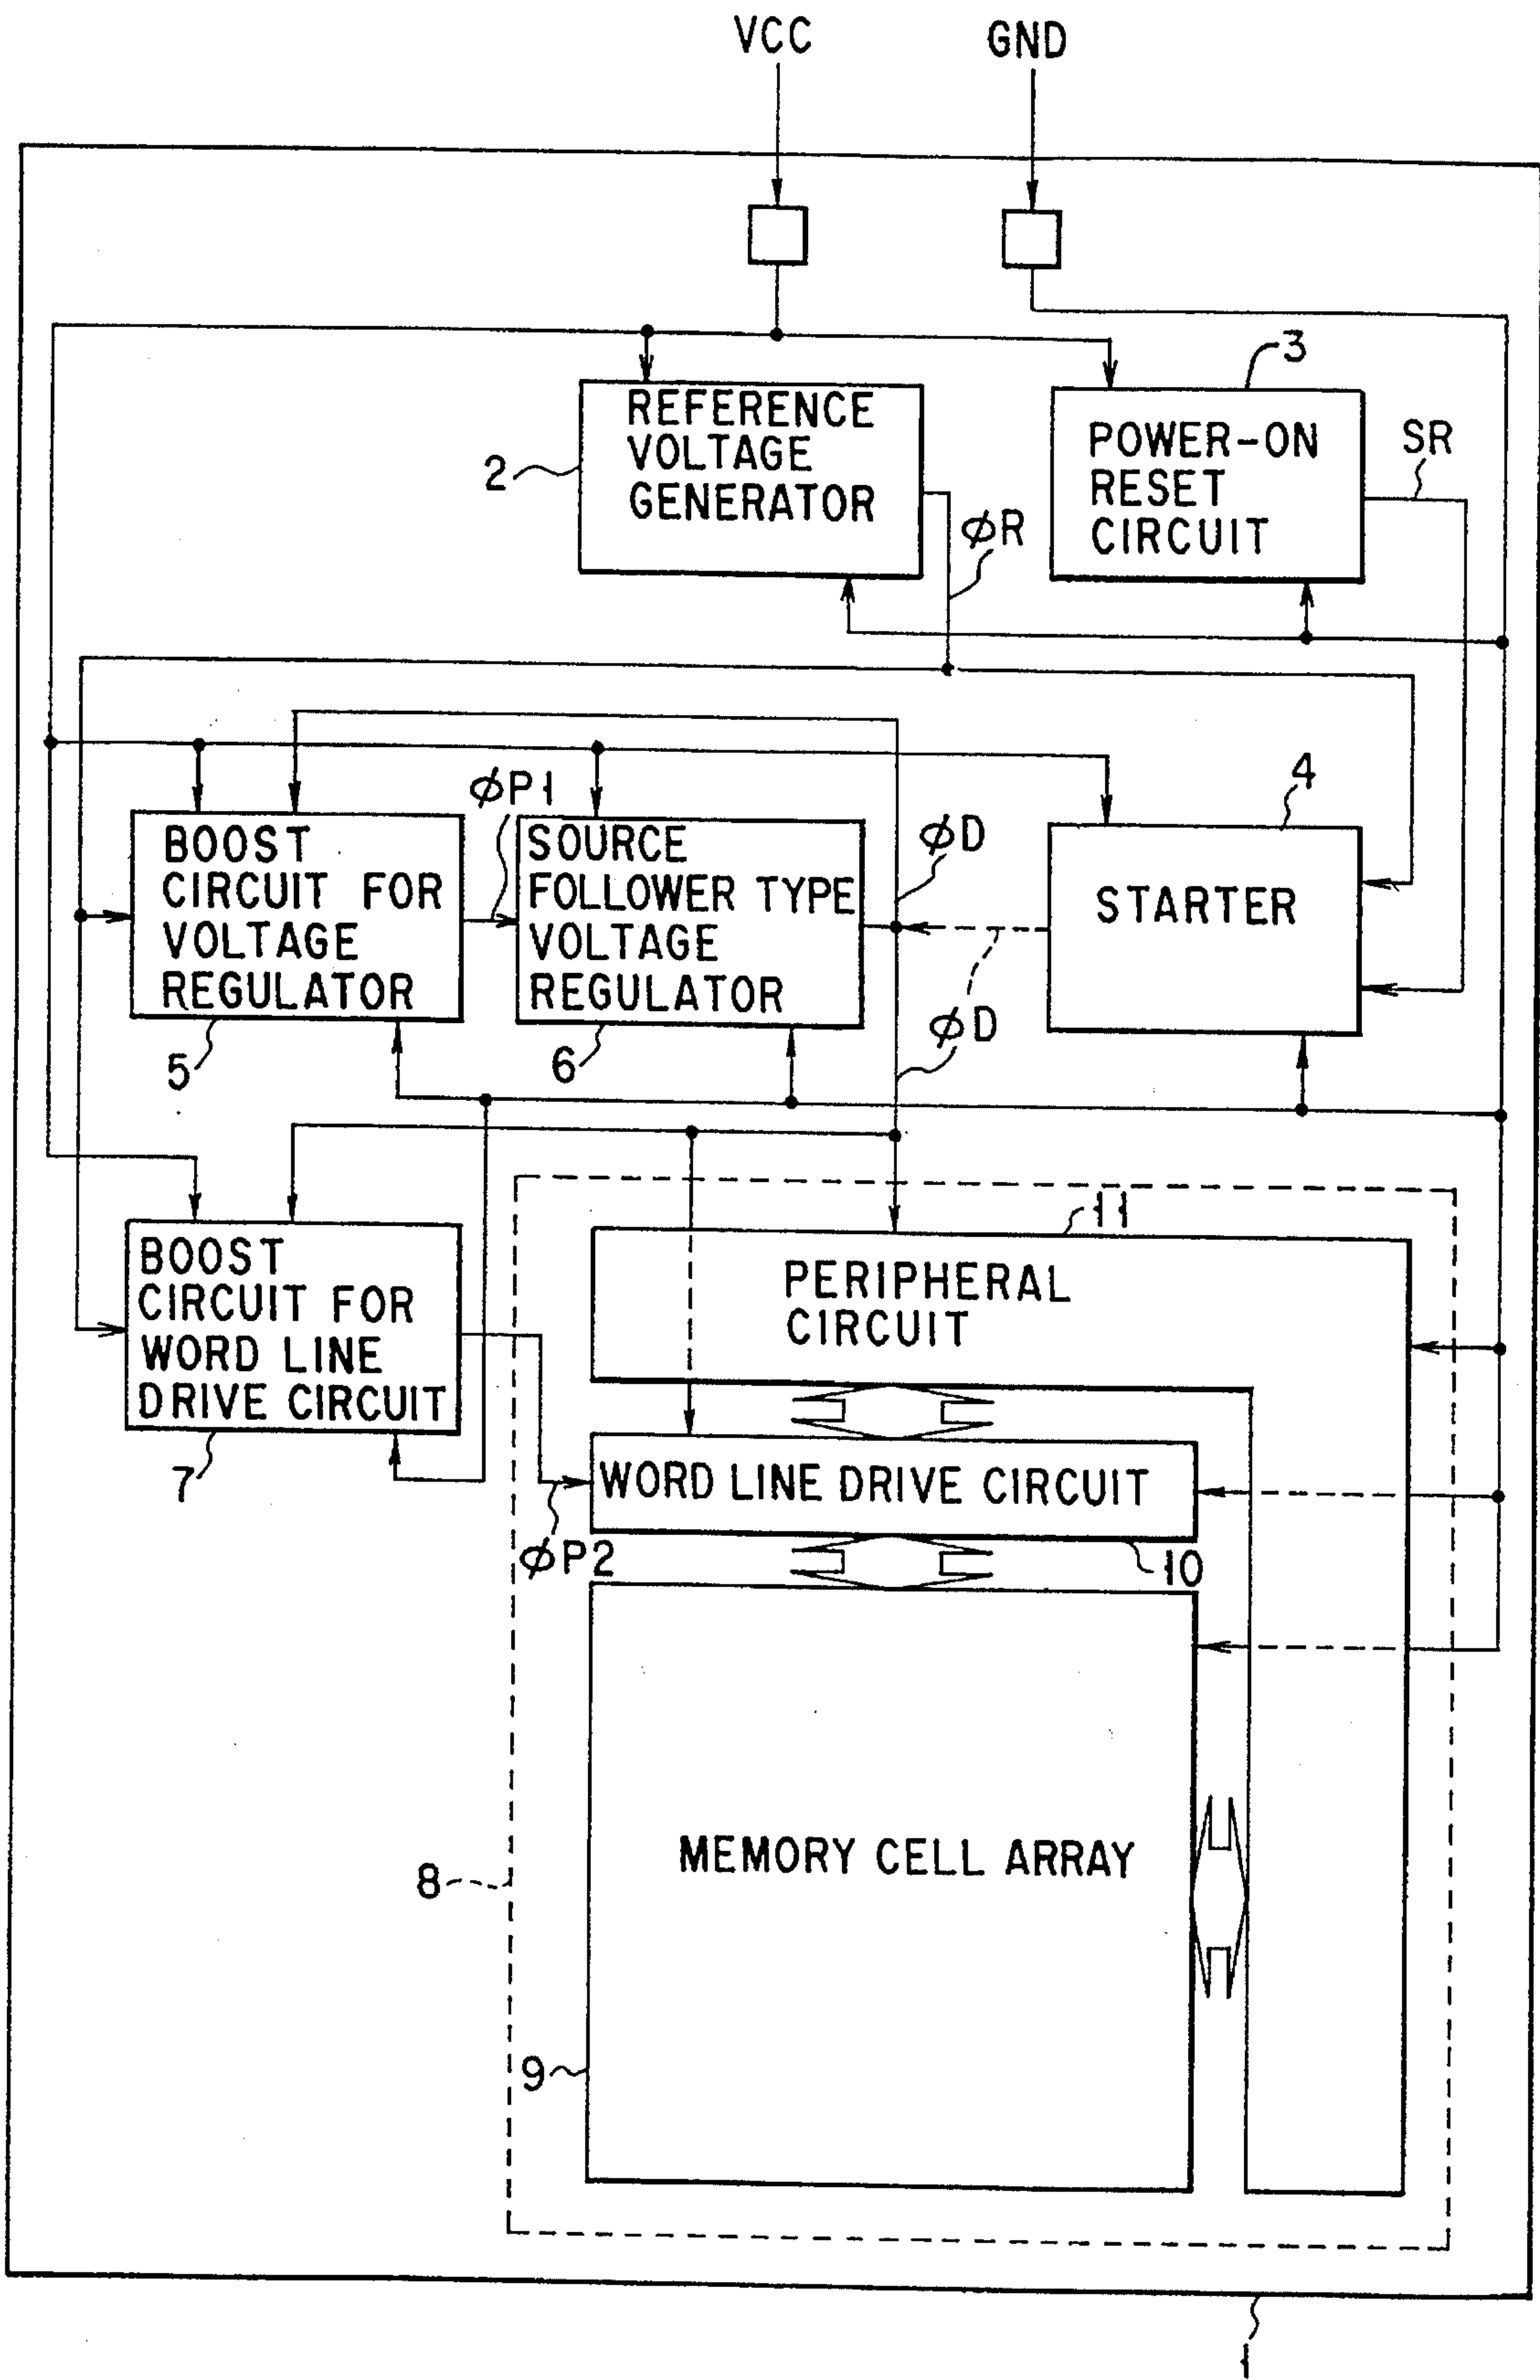 VCC
GND
3
REFERENCE
VOLTAGE
GENERATOR
2
POWER-ON
RESET
CIRCUIT
SR
φR
4
φP1
BOOST
CIRCUIT FOR
VOLTAGE
REGULATOR
5
SOURCE
FOLLOWER TYPE
VOLTAGE
REGULATOR
6
φD
φD
STARTER
11
BOOST
CIRCUIT FOR
WORD LINE
DRIVE CIRCUIT
7
PERIPHERAL
CIRCUIT
WORD LINE DRIVE CIRCUIT
φP2
10
MEMORY CELL ARRAY
8
9
1